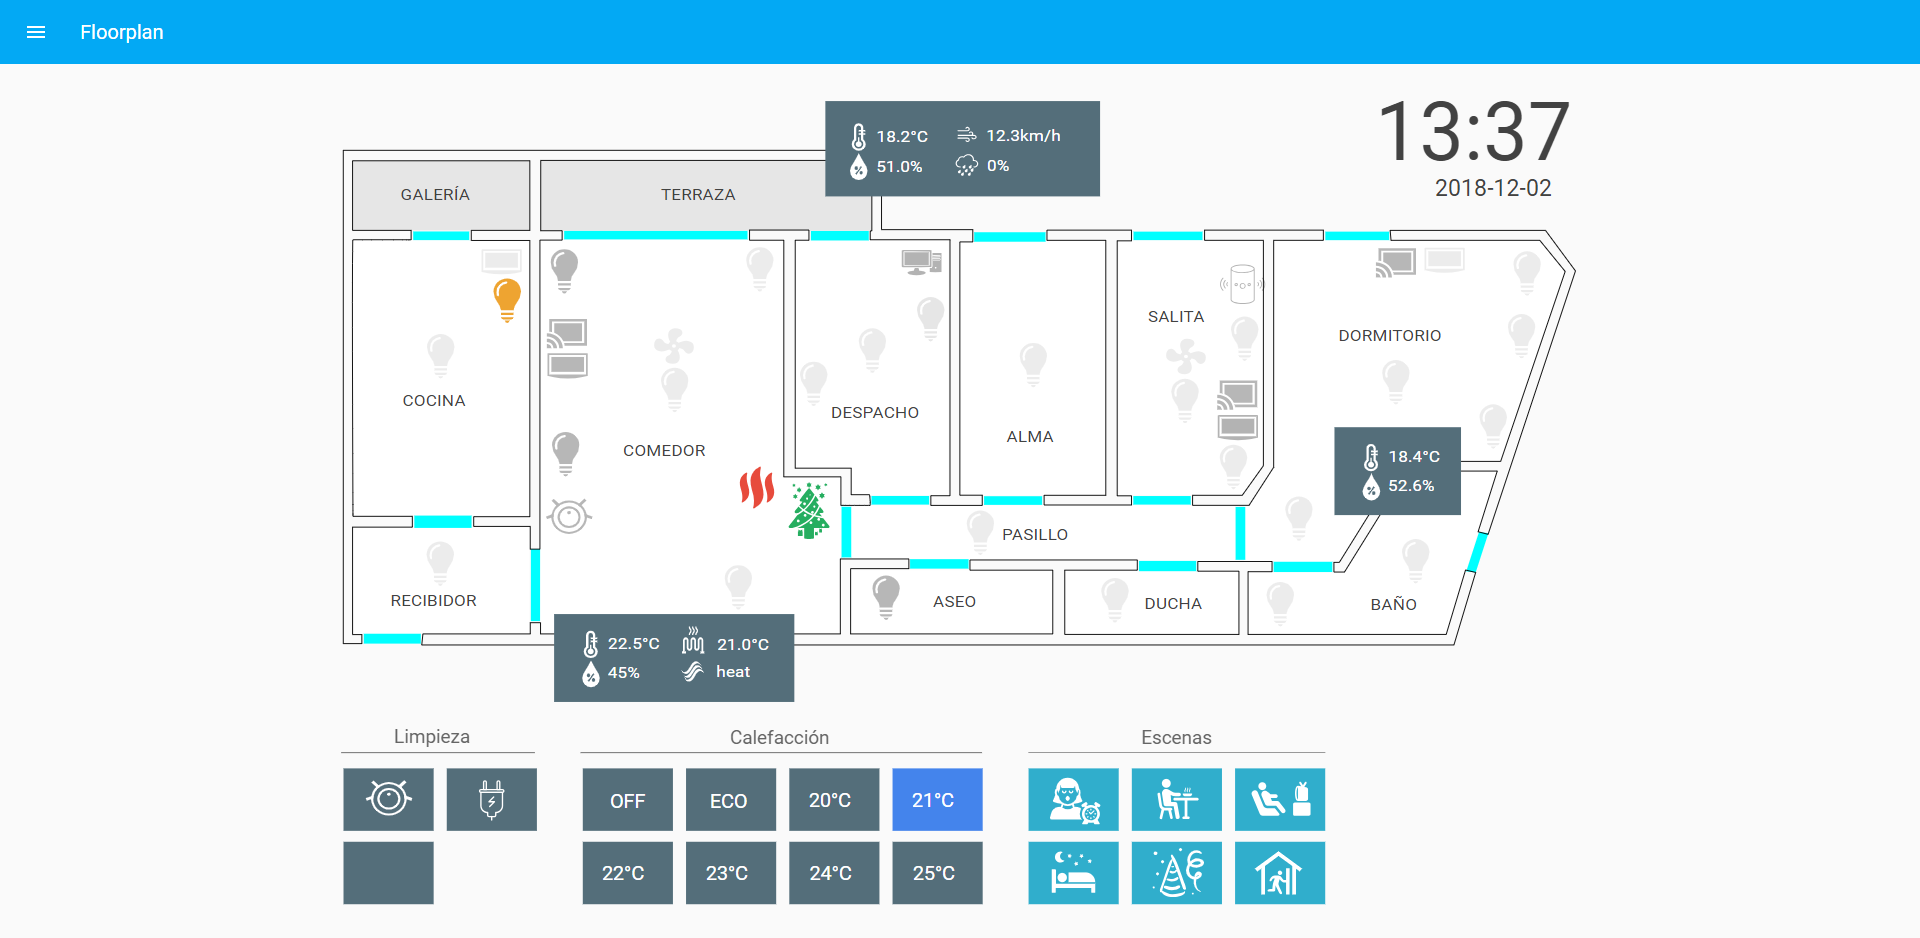 Floorplan
13:37
2018-12-02
18.2°C 12.3km/h
51.0% 0%
GALERÍA
TERRAZA
SALITA
DORMITORIO
COCINA
DESPACHO
ALMA
COMEDOR
18.4°C
52.6%
PASILLO
RECIBIDOR
ASEO
DUCHA
BAÑO
22.5°C 21.0°C
45% heat
Limpieza
Calefacción
Escenas
OFF
ECO
20°C
21°C
22°C
23°C
24°C
25°C